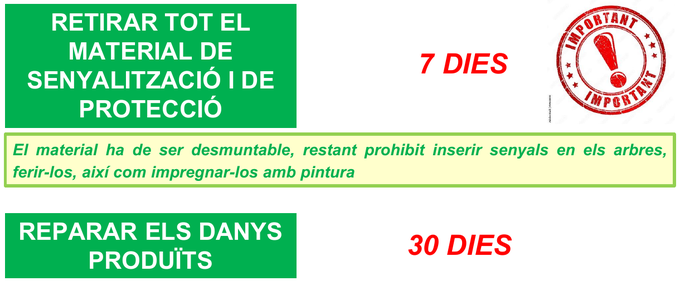 RETIRAR TOT EL
MATERIAL DE
SENYALITZACIÓ I DE
PROTECCIÓ
7 DIES
IMPORTANT
IMPORTANT
El material ha de ser desmuntable, restant prohibit inserir senyals en els arbres,
ferir-los, així com impregnar-los amb pintura
REPARAR ELS DANYS
PRODUÏTS
30 DIES